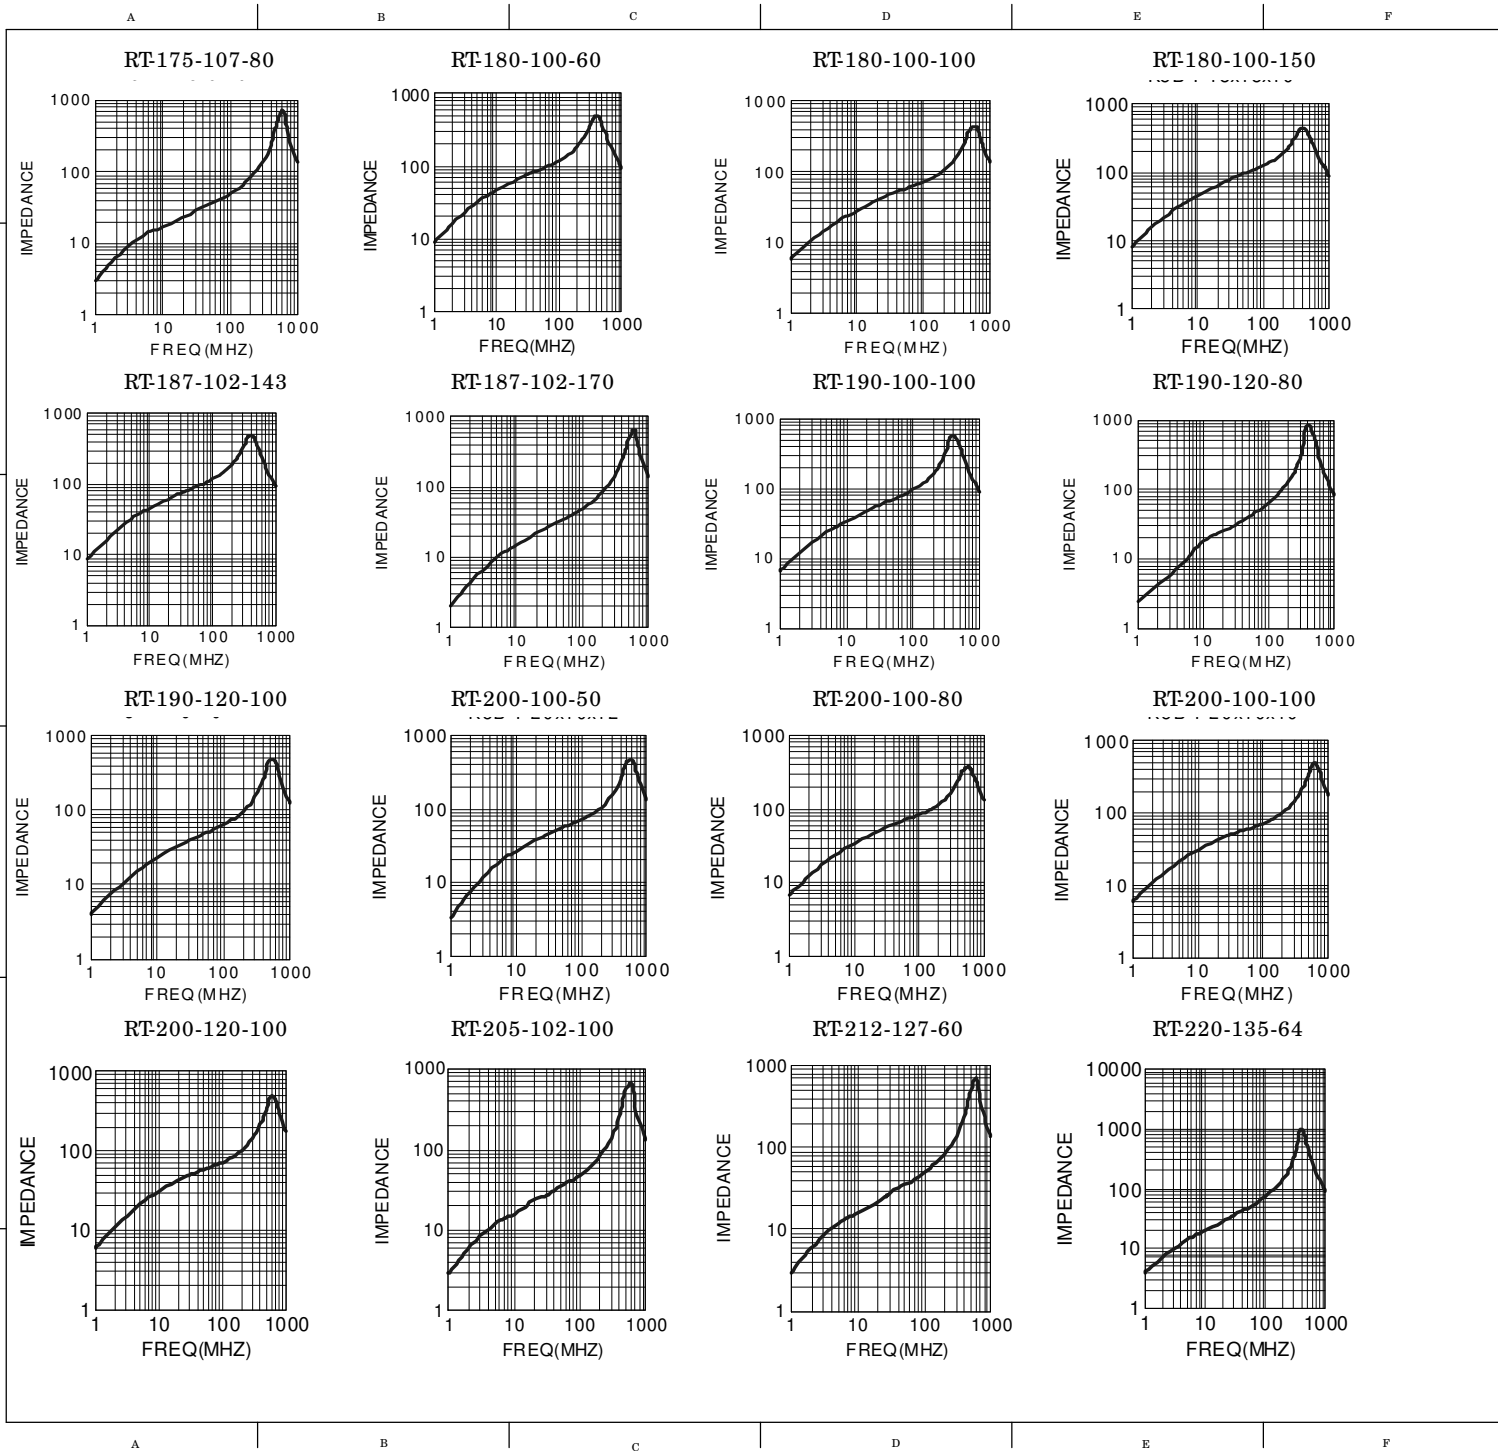 A B C D E F
RT-175-107-80 RT-180-100-60 RT-180-100-100 RT-180-100-150
1000 1000 1000 1000
100 100 100 100
IMPEDANCE IMPEDANCE IMPEDANCE IMPEDANCE
10 10 10 10
1 1 1 1
1 10 100 1000 1 10 100 1000 1 10 100 1000 1 10 100 1000
FREQ(MHZ) FREQ(MHZ) FREQ(MHZ) FREQ(MHZ)
RT-187-102-143 RT-187-102-170 RT-190-100-100 RT-190-120-80
1000 1000 1000 1000
100 100 100 100
IMPEDANCE IMPEDANCE IMPEDANCE IMPEDANCE
10 10 10 10
1 1 1 1
1 10 100 1000 1 10 100 1000 1 10 100 1000 1 10 100 1000
FREQ(MHZ) FREQ(MHZ) FREQ(MHZ) FREQ(MHZ)
RT-190-120-100 RT-200-100-50 RT-200-100-80 RT-200-100-100
1000 1000 1000 1000
100 100 100 100
IMPEDANCE IMPEDANCE IMPEDANCE IMPEDANCE
10 10 10 10
1 1 1 1
1 10 100 1000 1 10 100 1000 1 10 100 1000 1 10 100 1000
FREQ(MHZ) FREQ(MHZ) FREQ(MHZ) FREQ(MHZ)
RT-200-120-100 RT-205-102-100 RT-212-127-60 RT-220-135-64
1000 1000 1000 10000
1000
100 100 100 100
IMPEDANCE IMPEDANCE IMPEDANCE IMPEDANCE
10 10 10 10
1 1 1 1
1 10 100 1000 1 10 100 1000 1 10 100 1000 1 10 100 1000
FREQ(MHZ) FREQ(MHZ) FREQ(MHZ) FREQ(MHZ)
A B C D E F